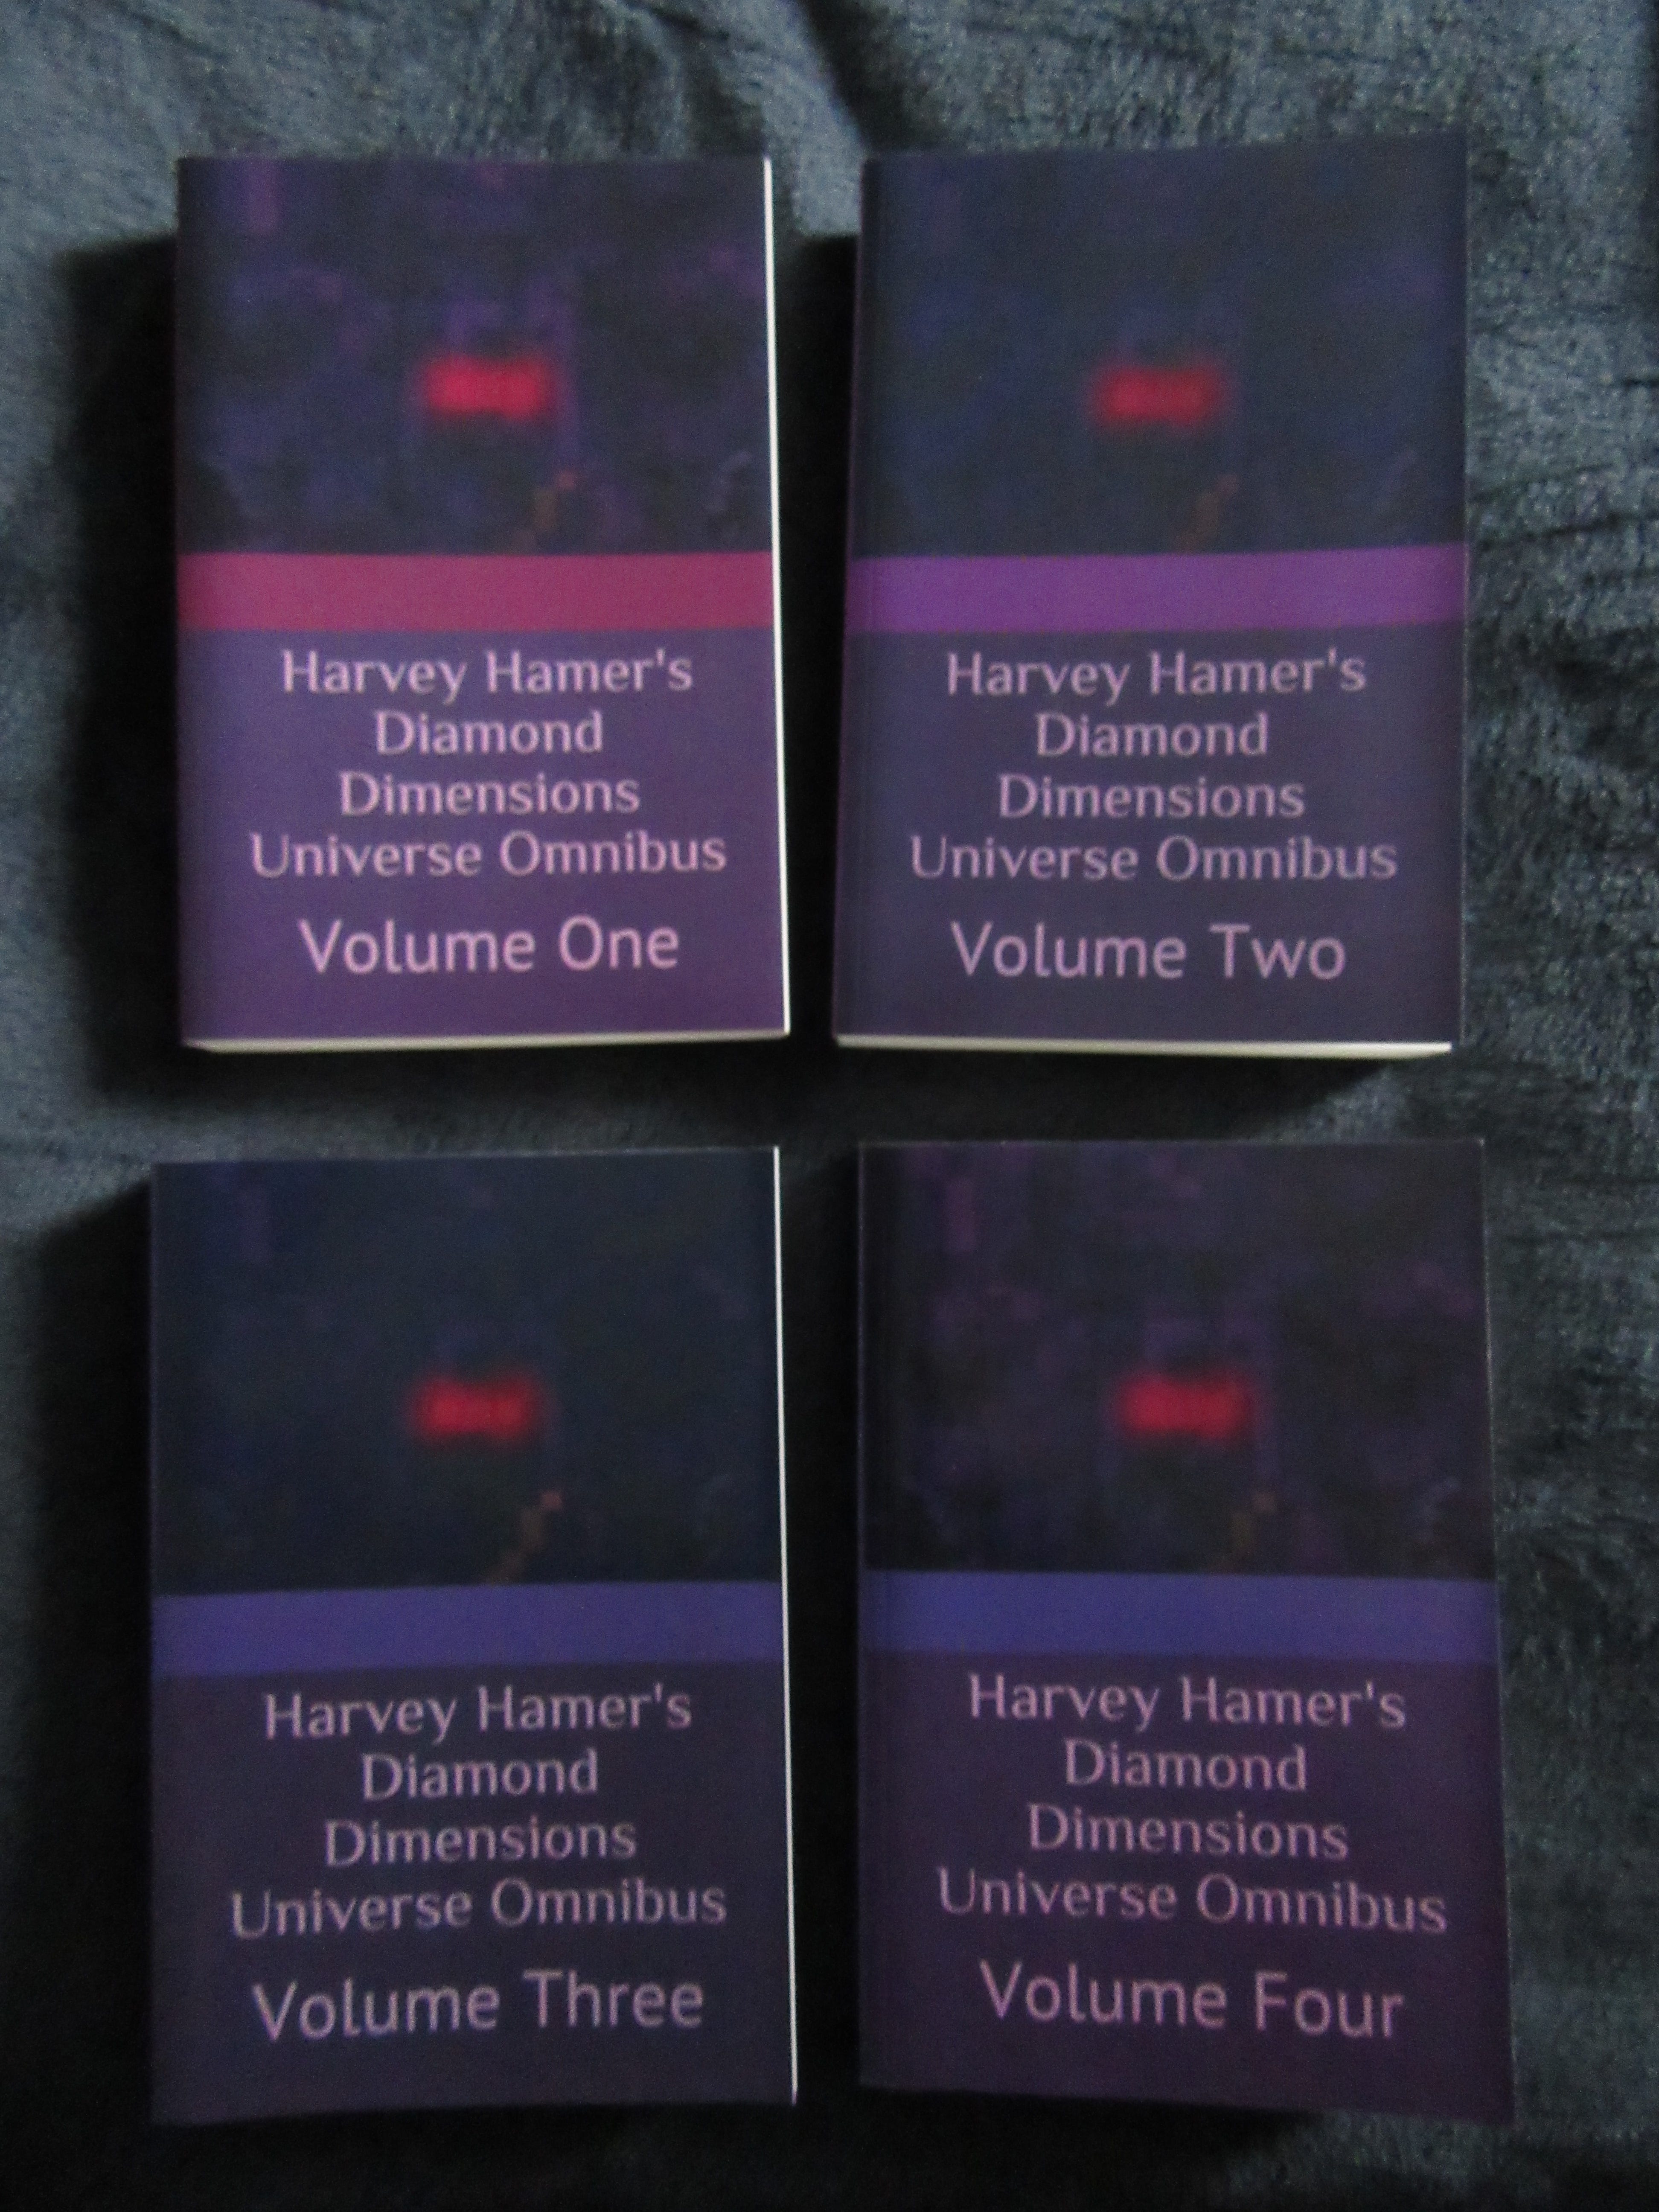 Harvey Hamer's
Diamond
Dimensions
Universe Omnibus
Volume One
Harvey Hamer's
Diamond
Dimensions
Universe Omnibus
Volume Two
Harvey Hamer's
Diamond
Dimensions
Universe Omnibus
Volume Three
Harvey Hamer's
Diamond
Dimensions
Universe Omnibus
Volume Four